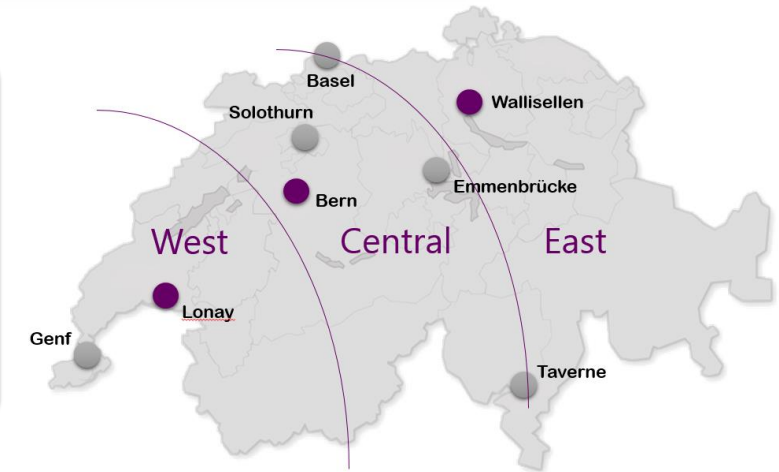 Basel
Wallisellen
Solothurn
Emmenbrücke
Bern
West
Central
East
Lonay
Genf
Taverne